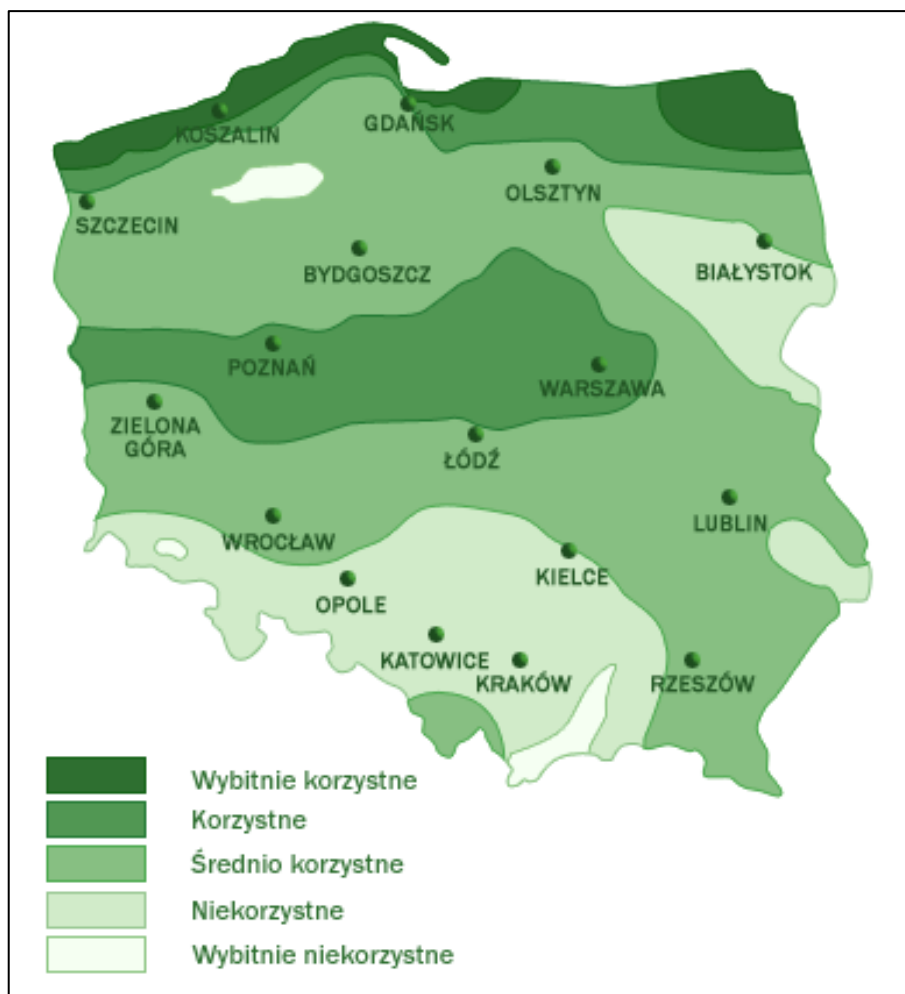 KOSZALIN
GDAŃSK
OLSZTYN
SZCZECIN
BYDGOSZCZ
BIAŁYSTOK
POZNAŃ
WARSZAWA
ZIELONA
GÓRA
ŁÓDŹ
LUBLIN
WROCŁAW
KIELCE
OPOLE
KATOWICE
KRAKÓW
RZESZÓW
Wybitnie korzystne
Korzystne
Średnio korzystne
Niekorzystne
Wybitnie niekorzystne